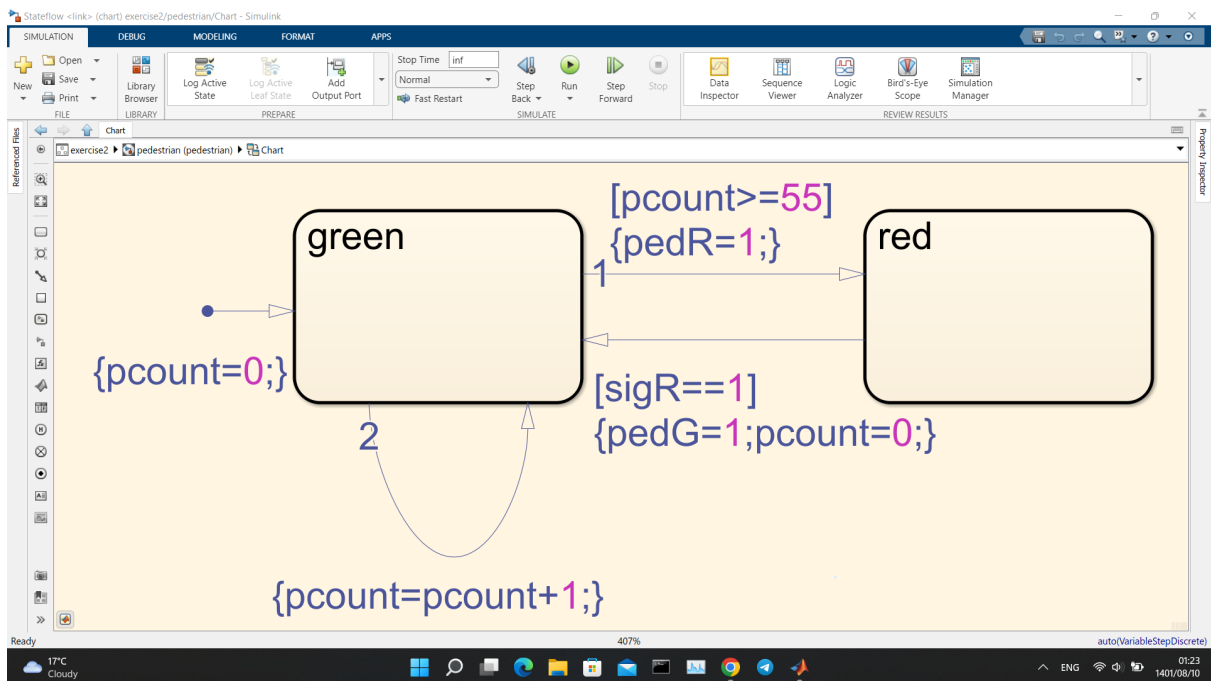 Stateflow <link> (chart) exercise2/pedestrian/Chart - Simulink
SIMULATION DEBUG MODELING FORMAT APPS
New
Open
Save
Print
FILE
Library Browser
LIBRARY
Log Active State
Log Active Leaf State
Add Output Port
PREPARE
Stop Time inf
Normal
Fast Restart
Step Back
Run
Step Forward
Stop
SIMULATE
Data Inspector
Sequence Viewer
Logic Analyzer
Bird's-Eye Scope
Simulation Manager
REVIEW RESULTS
Referenced Files
Chart
Property Inspector
exercise2 pedestrian (pedestrian) Chart
[pcount>=55]
{pedR=1;}
green
red
1
{pcount=0;}
[sigR==1]
{pedG=1;pcount=0;}
2
{pcount=pcount+1;}
Ready
407%
auto(VariableStepDiscrete)
17°C
Cloudy
ENG
01:23
1401/08/10